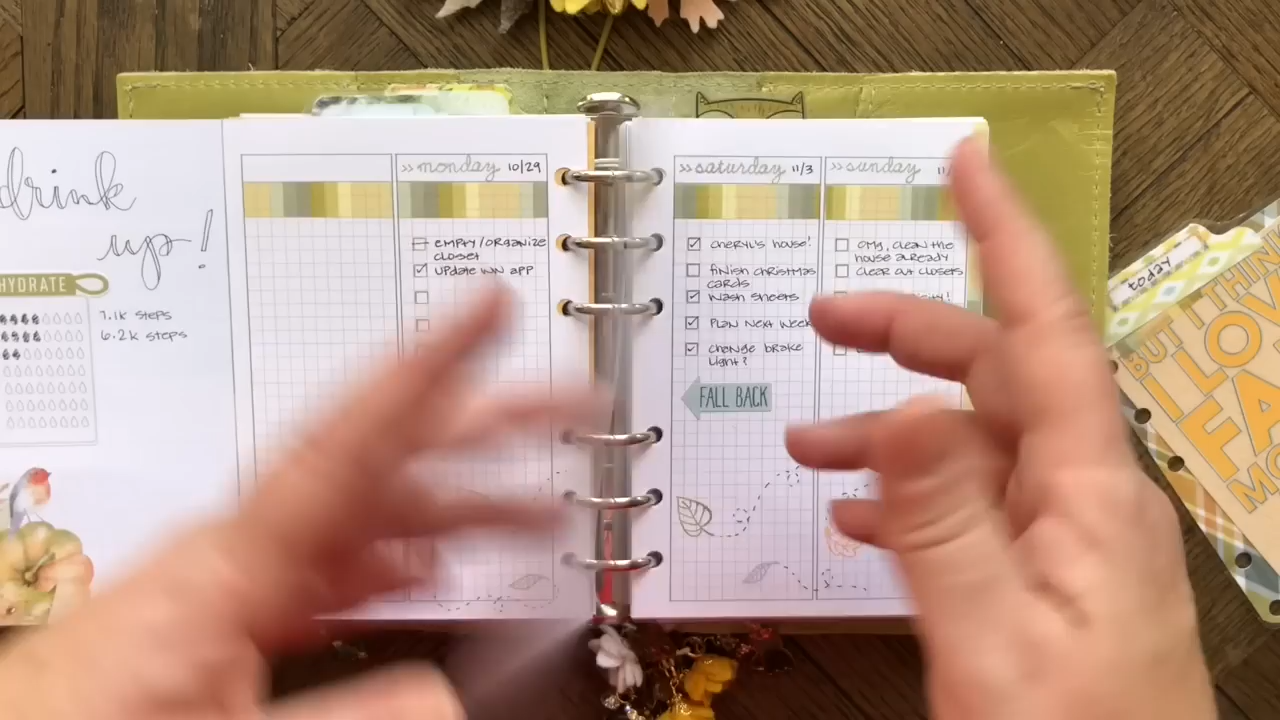 drink
up!
HYDRATE
7.1k steps
6.2k steps
>> monday 10/29
EMPTY/ORGANIZE
CLOSET
UPDATE WW APP
>> saturday 11/3
CHERYL'S HOUSE!
FINISH CHRISTMAS
CARDS
WASH SHEETS
PLAN NEXT WEEK
CHANGE BRAKE
LIGHT?
FALL BACK
>> sunday 11/
OMG, CLEAN THE
HOUSE ALREADY
CLEAR OUT CLOSETS
today
BUT I THINK
I LOVE
FA
MO